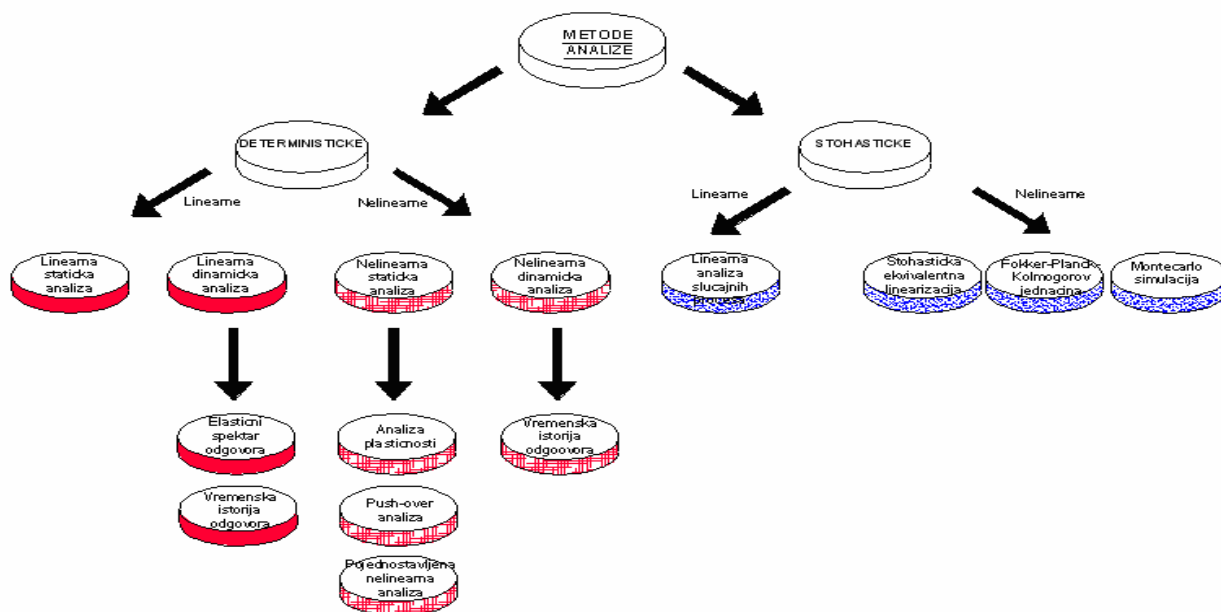 METODE
ANALIZE
DETERMINISTICKE
STOHASTICKE
Linearne
Nelinearne
Linearne
Nelinearne
Linearna
staticka
analiza
Linearna
dinamicka
analiza
Nelinearna
staticka
analiza
Nelinearna
dinamicka
analiza
Linearna
analiza
slucajnih
Stohasticka
ekvivalentna
linearizacija
Fokker-Planck-
Kolmogorov
jednacina
Montecarlo
simulacija
Elasticni
spektar
odgovora
Analiza
plasticnosti
Vremenska
istorija
odgoovora
Vremenska
istorija
odgovora
Push-over
analiza
Pojednostavljena
nelinearna
analiza